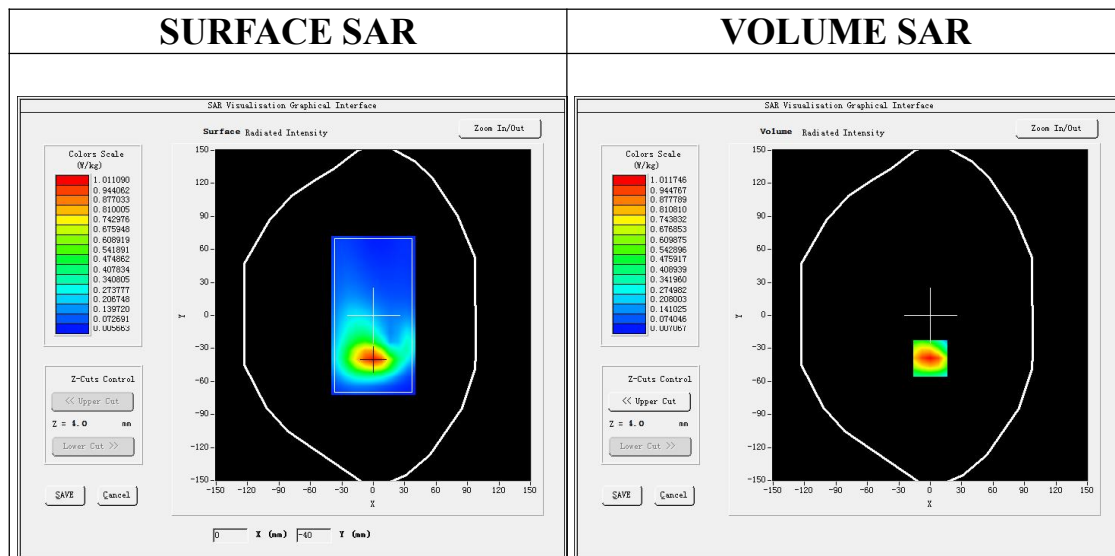 SURFACE SAR
VOLUME SAR
SAR Visualisation Graphical Interface
Surface Radiated Intensity
Zoom In/Out
Colors Scale
(W/kg)
1.011090
0.944062
0.877033
0.810005
0.742976
0.675948
0.608919
0.541891
0.474862
0.407834
0.340805
0.273777
0.206748
0.139720
0.072691
0.005663
Z-Cuts Control
<< Upper Cut
Z = 4.0 mm
Lower Cut >>
SAVE
Cancel
150
120
90
60
30
0
-30
-60
-90
-120
-150
Y
-150 -120 -90 -60 -30 0 30 60 90 120 150
X
0 X (mm) -40 Y (mm)
SAR Visualisation Graphical Interface
Volume Radiated Intensity
Zoom In/Out
Colors Scale
(W/kg)
1.011746
0.944767
0.877789
0.810810
0.743832
0.676853
0.609875
0.542896
0.475917
0.408939
0.341960
0.274982
0.208003
0.141025
0.074046
0.007067
Z-Cuts Control
<< Upper Cut
Z = 4.0 mm
Lower Cut >>
SAVE
Cancel
150
120
90
60
30
0
-30
-60
-90
-120
-150
Y
-150 -120 -90 -60 -30 0 30 60 90 120 150
X